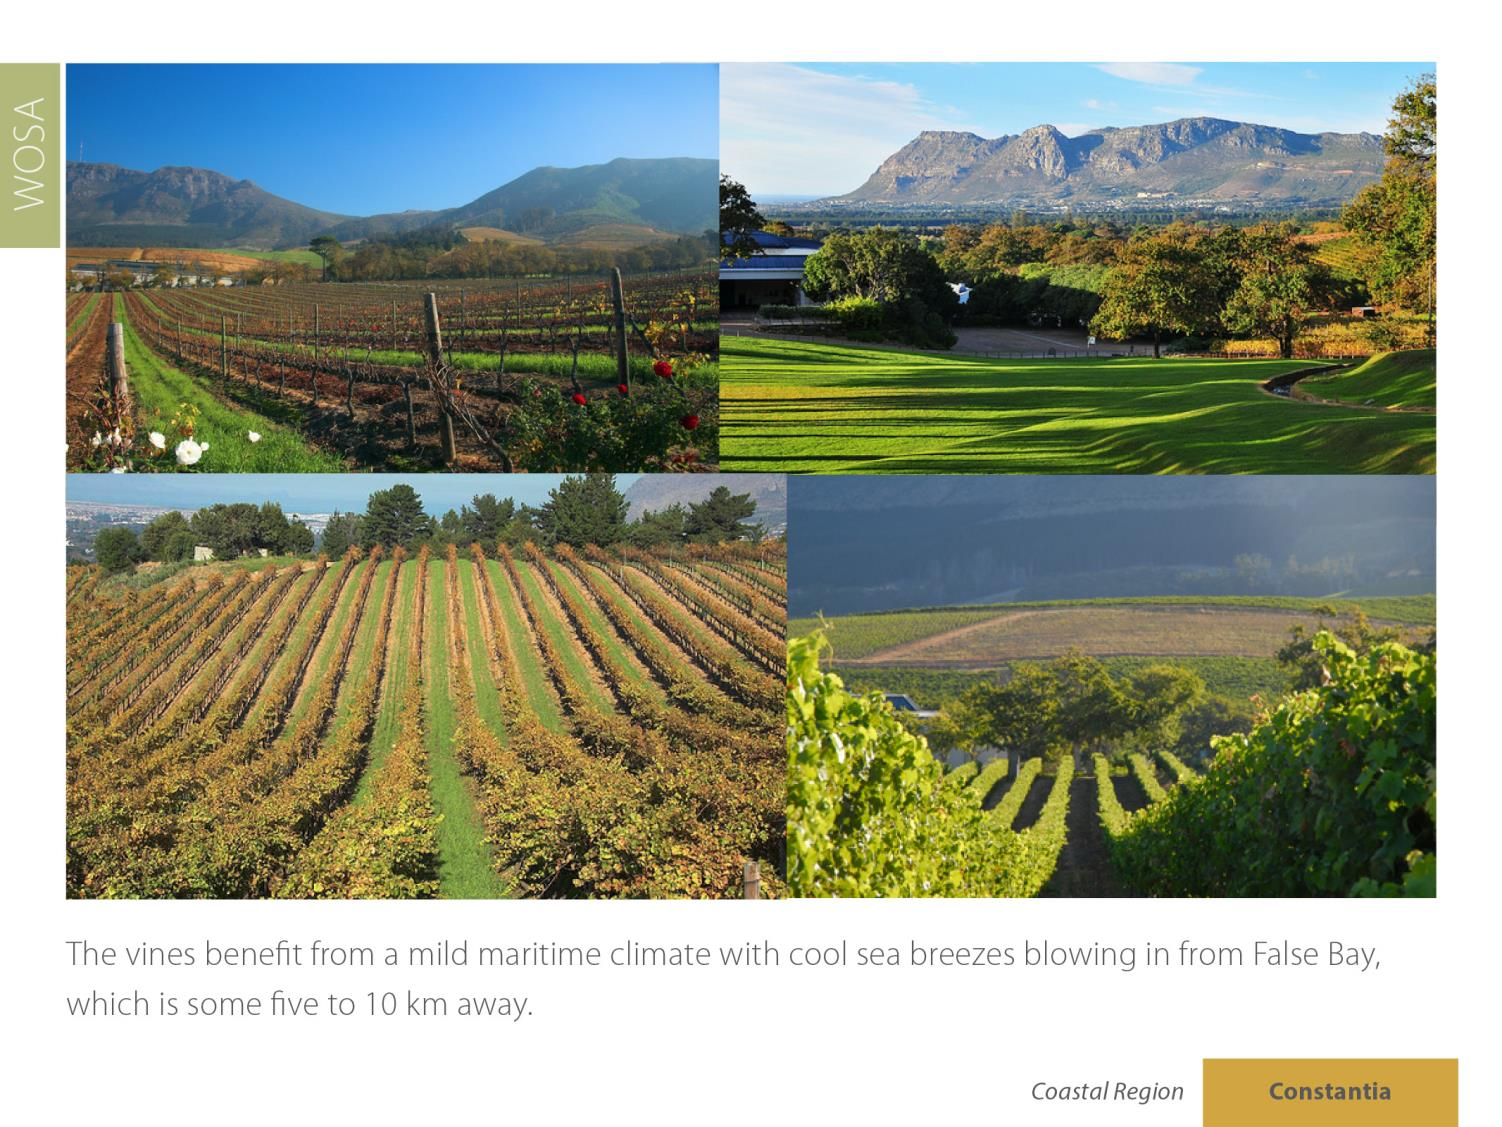 WOSA
The vines benefit from a mild maritime climate with cool sea breezes blowing in from False Bay,
which is some five to 10 km away.
Coastal Region
Constantia